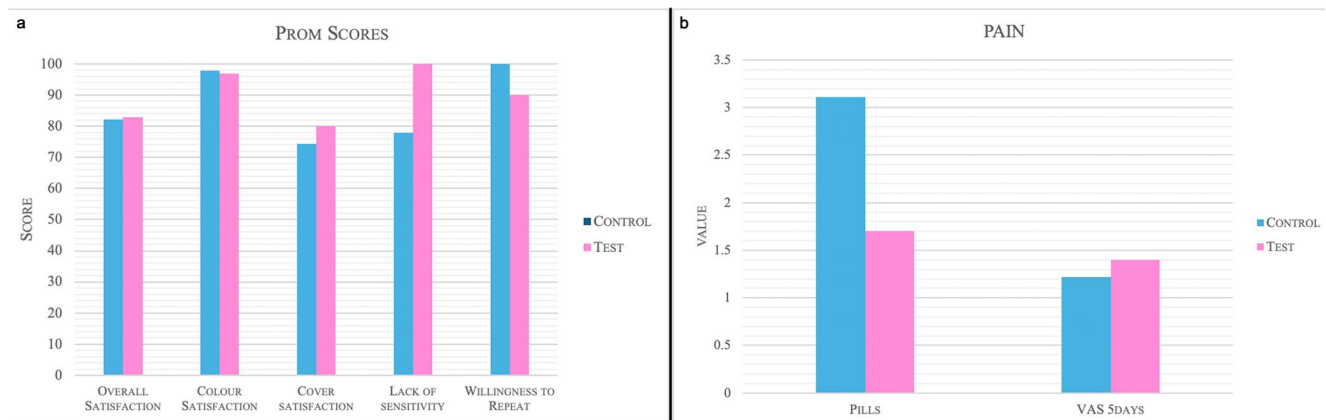 a
PROM SCORES
100
90
80
70
60
50
40
30
20
10
0
SCORE
OVERALL SATISFACTION
COLOUR SATISFACTION
COVER SATISFACTION
LACK OF SENSITIVITY
WILLINGNESS TO REPEAT
CONTROL
TEST
b
PAIN
3.5
3
2.5
2
1.5
1
0.5
0
VALUE
PILLS
VAS 5DAYS
CONTROL
TEST